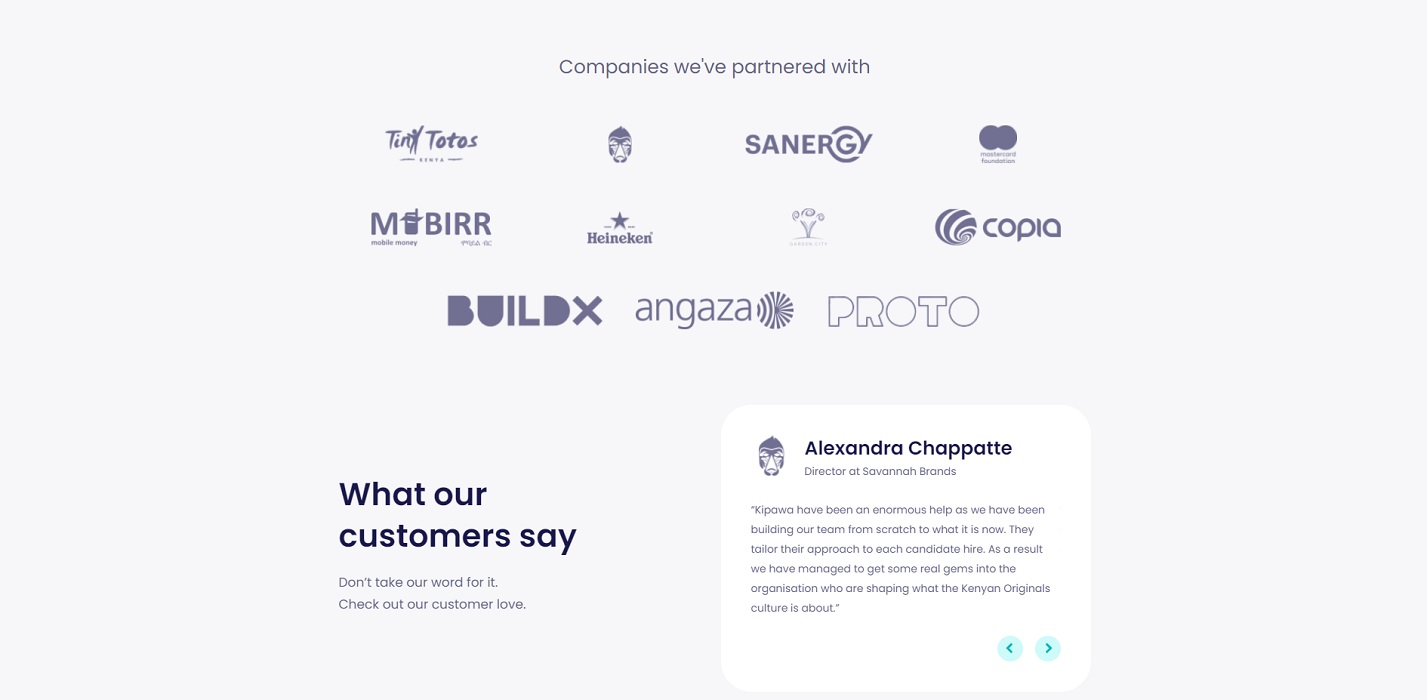 Companies we've partnered with
Tiny Totos
KENYA
SANERGY
mastercard
foundation
M BIRR
mobile money
Heineken
GARDEN CITY
copia
BUILDX
angaza
PROTO
Alexandra Chappatte
Director at Savannah Brands
What our
customers say
Don’t take our word for it.
Check out our customer love.
“Kipawa have been an enormous help as we have been
building our team from scratch to what it is now. They
tailor their approach to each candidate hire. As a result
we have managed to get some real gems into the
organisation who are shaping what the Kenyan Originals
culture is about.”